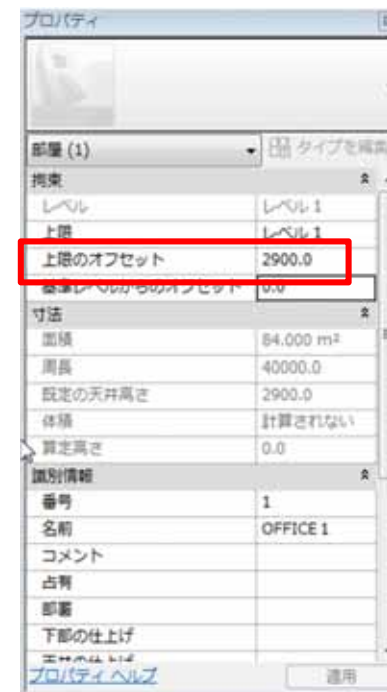 プロパティ
部屋 (1)
タイプを編集
拘束
レベル レベル 1
上限 レベル 1
上限のオフセット 2900.0
基準レベルからのオフセット 0.0
寸法
面積 84.000 m²
周長 40000.0
既定の天井高さ 2900.0
体積 計算されない
算定高さ 0.0
識別情報
番号 1
名前 OFFICE 1
コメント
占有
部署
下部の仕上げ
天井の仕上げ
プロパティ ヘルプ 適用